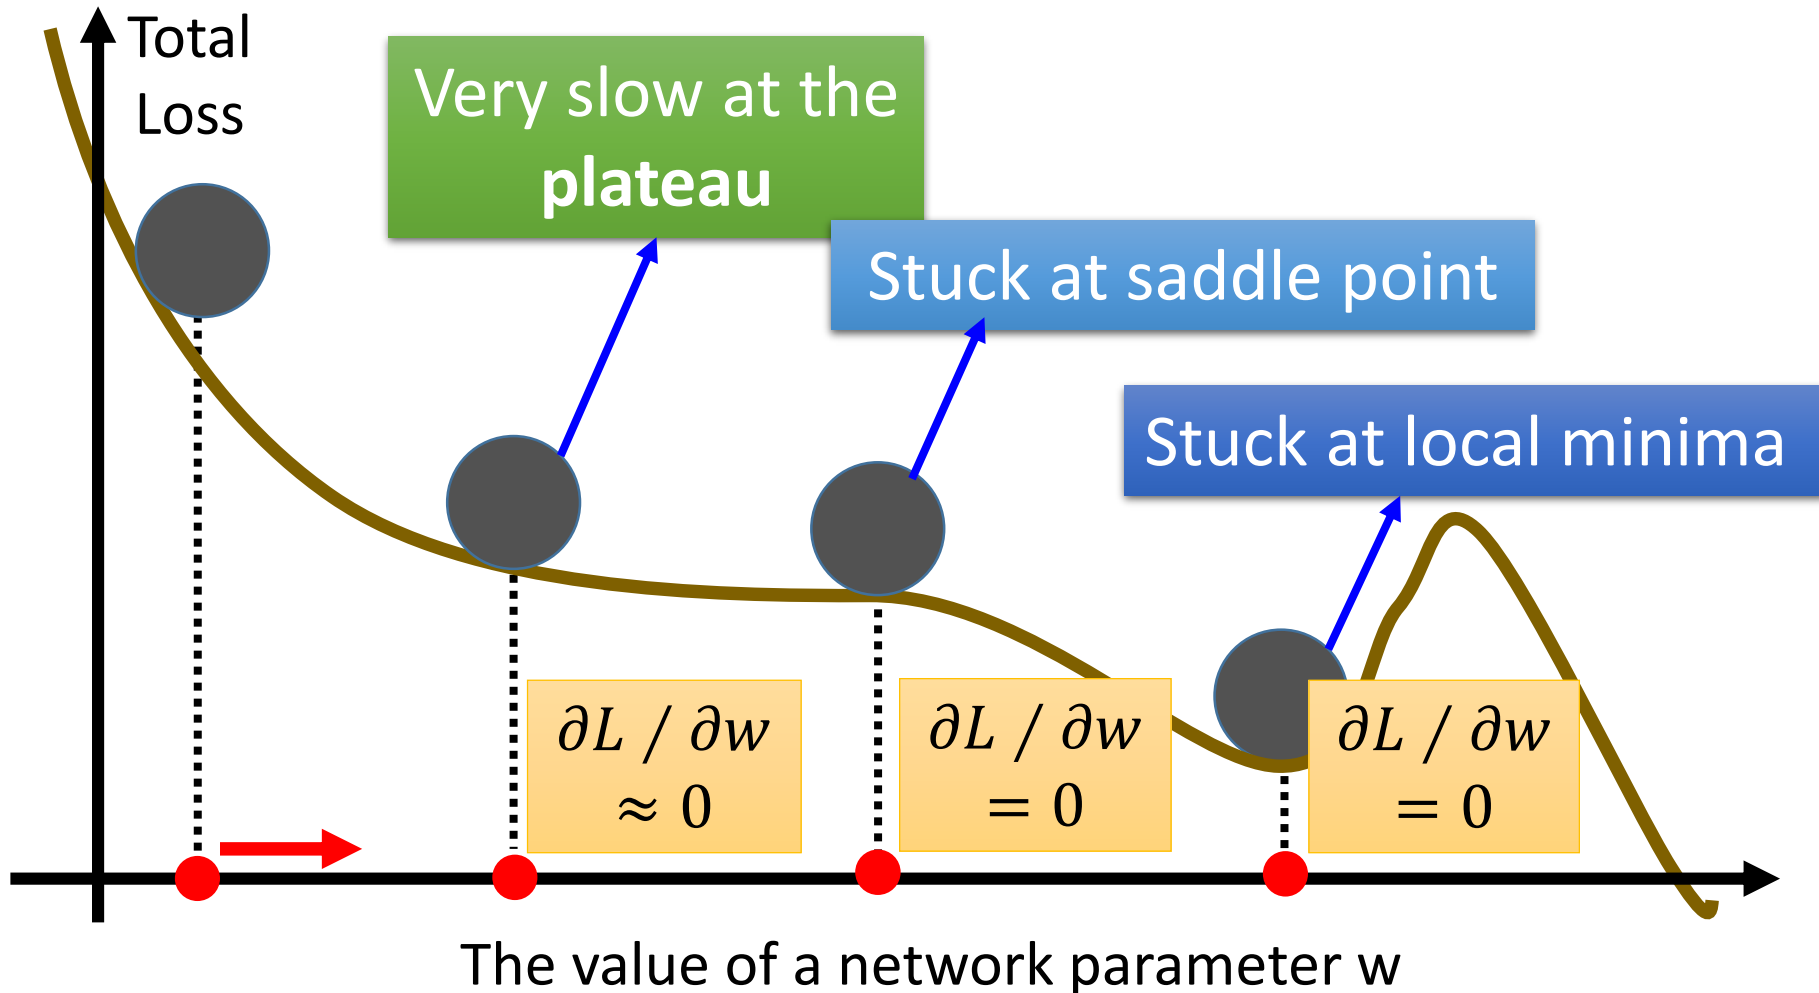 Total
Loss
Very slow at the
plateau
Stuck at saddle point
Stuck at local minima
∂L / ∂w
≈ 0
∂L / ∂w
= 0
∂L / ∂w
= 0
The value of a network parameter w